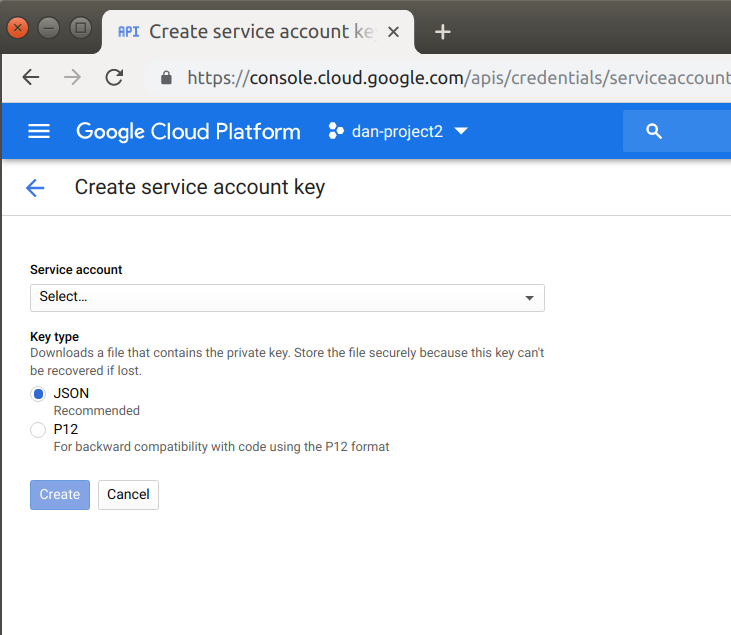 API Create service account ke
https://console.cloud.google.com/apis/credentials/serviceaccount
Google Cloud Platform dan-project2
Create service account key
Service account
Select...
Key type
Downloads a file that contains the private key. Store the file securely because this key can't
be recovered if lost.
JSON
Recommended
P12
For backward compatibility with code using the P12 format
Create Cancel